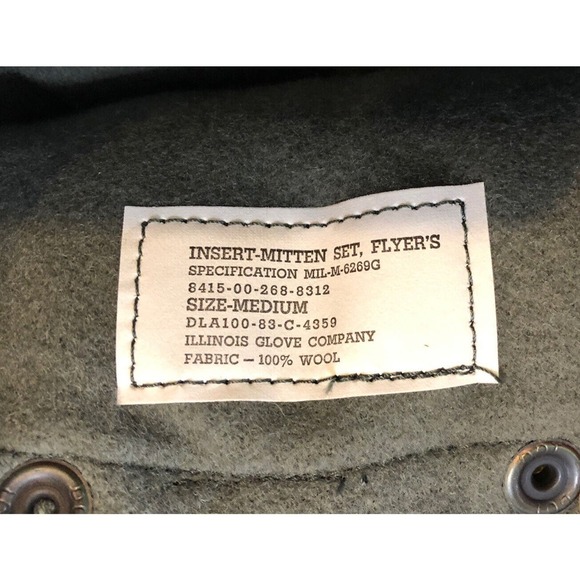 INSERT-MITTEN SET, FLYER'S
SPECIFICATION MIL-M-6269G
8415-00-268-8312
SIZE-MEDIUM
DLA100-83-C-4359
ILLINOIS GLOVE COMPANY
FABRIC — 100% WOOL